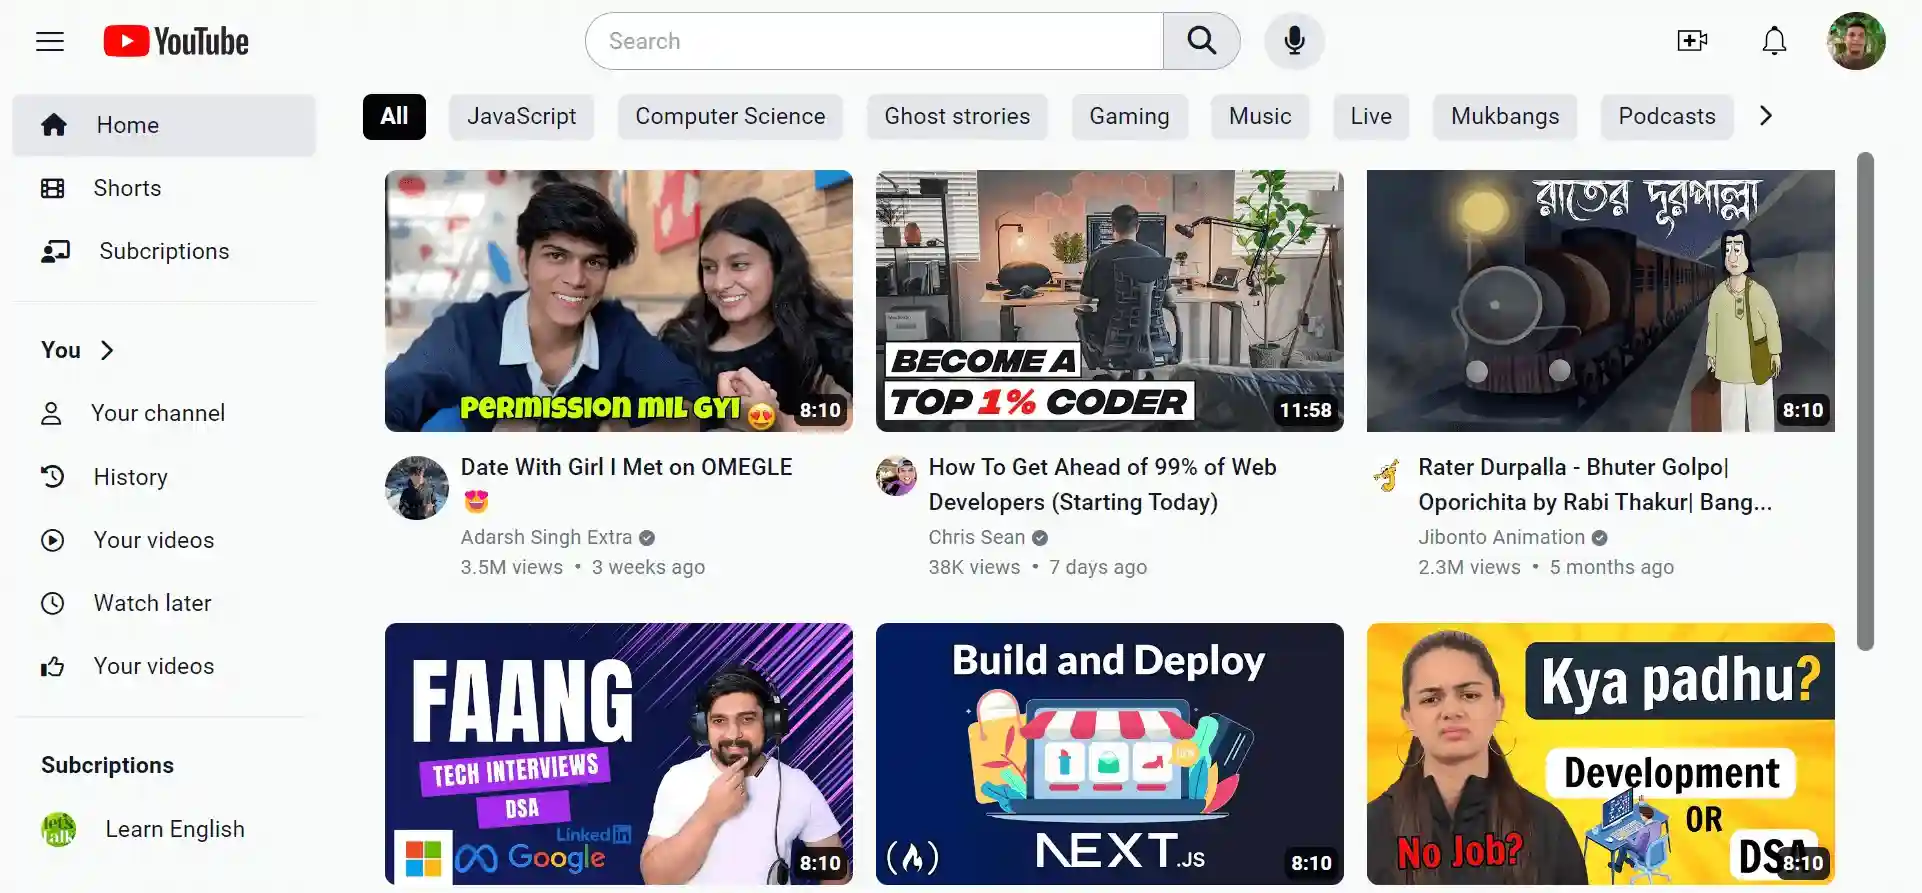 YouTube
Search
Home
Shorts
Subcriptions
You
Your channel
History
Your videos
Watch later
Your videos
Subcriptions
let's talk
Learn English
All
JavaScript
Computer Science
Ghost strories
Gaming
Music
Live
Mukbangs
Podcasts
PERMISSION MIL GYI 😍
8:10
Date With Girl I Met on OMEGLE
😍
Adarsh Singh Extra
3.5M views • 3 weeks ago
BECOME A
TOP 1% CODER
11:58
How To Get Ahead of 99% of Web
Developers (Starting Today)
Chris Sean
38K views • 7 days ago
রাতের দূরপাল্লা
8:10
Rater Durpalla - Bhuter Golpo|
Oporichita by Rabi Thakur| Bang...
Jibonto Animation
2.3M views • 5 months ago
FAANG
TECH INTERVIEWS
DSA
LinkedIn
Google
8:10
Build and Deploy
NEXT.JS
8:10
Kya padhu?
Development
OR
DSA
No Job?
8:10